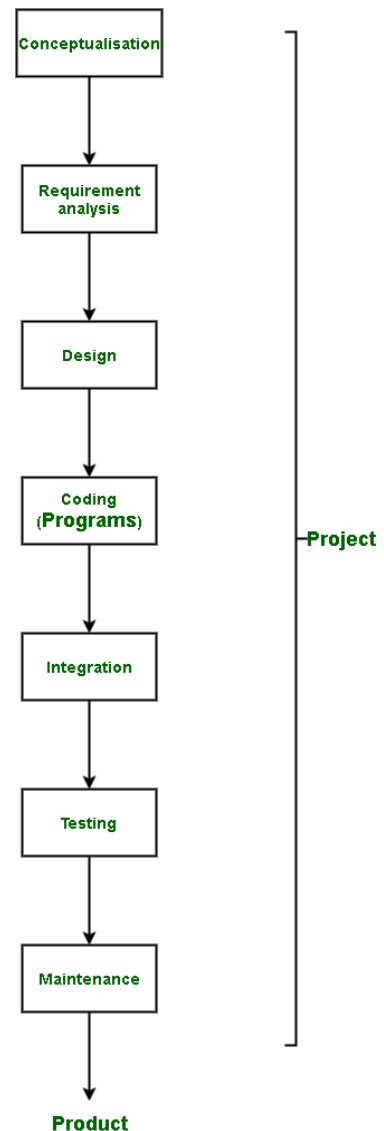 Conceptualisation
Requirement
analysis
Design
Coding
(Programs)
Project
Integration
Testing
Maintenance
Product